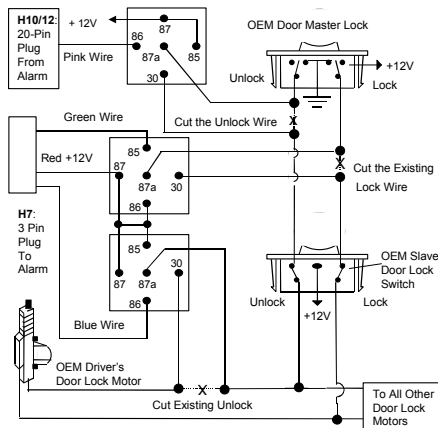 H10/12:
20-Pin
Plug
From
Alarm
+ 12V
87
86
87a
85
Pink Wire
30
OEM Door Master Lock
+12V
Unlock
Lock
Cut the Unlock Wire
X
Green Wire
85
Red +12V
87
87a
30
86
X
Cut the Existing
Lock Wire
H7:
3 Pin
Plug
To
Alarm
85
30
87
87a
86
Blue Wire
OEM Slave
Door Lock
Switch
Unlock
Lock
+12V
OEM Driver's
Door Lock Motor
X
Cut Existing Unlock
To All Other
Door Lock
Motors